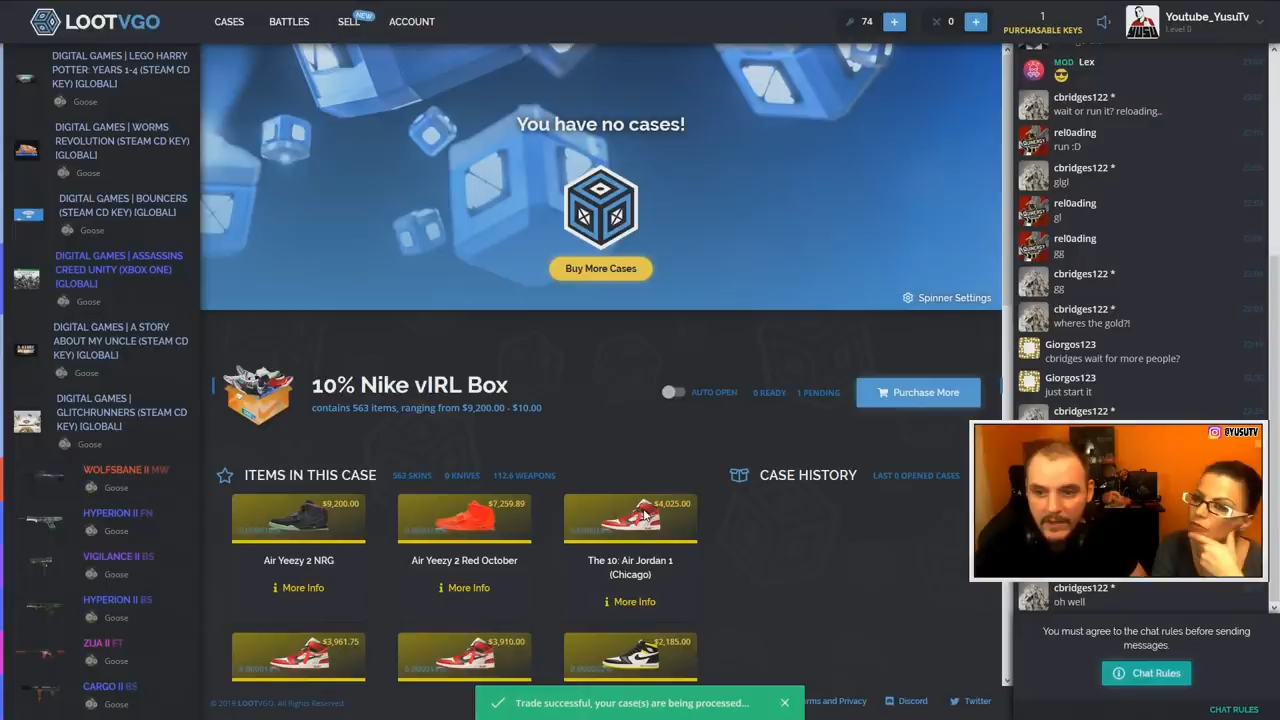 LOOTVGO
CASES
BATTLES
SELL
NEW
ACCOUNT
74
0
1
PURCHASABLE KEYS
Youtube_YusuTv
Level 0
DIGITAL GAMES | LEGO HARRY
POTTER: YEARS 1-4 (STEAM CD
KEY) [GLOBAL]
Goose
DIGITAL GAMES | WORMS
REVOLUTION (STEAM CD KEY)
[GLOBAL]
Goose
DIGITAL GAMES | BOUNCERS
(STEAM CD KEY) [GLOBAL]
Goose
DIGITAL GAMES | ASSASSINS
CREED UNITY (XBOX ONE)
[GLOBAL]
Goose
DIGITAL GAMES | A STORY
ABOUT MY UNCLE (STEAM CD
KEY) [GLOBAL]
Goose
DIGITAL GAMES |
GLITCHRUNNERS (STEAM CD
KEY) [GLOBAL]
Goose
WOLFSBANE II MW
Goose
HYPERION II FN
Goose
VIGILANCE II BS
Goose
HYPERION II BS
Goose
ZIJA II FT
Goose
CARGO II BS
Goose
You have no cases!
Buy More Cases
Spinner Settings
10% Nike vIRL Box
contains 563 items, ranging from $9,200.00 - $10.00
AUTO OPEN
0 READY
1 PENDING
Purchase More
ITEMS IN THIS CASE
563 SKINS
0 KNIVES
112.6 WEAPONS
CASE HISTORY
LAST 0 OPENED CASES
$9,200.00
Air Yeezy 2 NRG
More Info
$7,259.89
Air Yeezy 2 Red October
More Info
$4,025.00
The 10: Air Jordan 1
(Chicago)
More Info
$3,961.75
$3,910.00
$2,185.00
© 2019 LOOTVGO. All Rights Reserved.
Trade successful, your case(s) are being processed...
rms and Privacy
Discord
Twitter
MOD Lex
cbridges122 *
wait or run it? reloading..
rel0ading
run :D
cbridges122 *
glgl
rel0ading
gl
rel0ading
gg
cbridges122 *
gg
cbridges122 *
wheres the gold?!
Giorgos123
cbridges wait for more people?
Giorgos123
just start it
cbridges122 *
@YUSUTV
cbridges122 *
oh well
You must agree to the chat rules before sending
messages.
Chat Rules
CHAT RULES